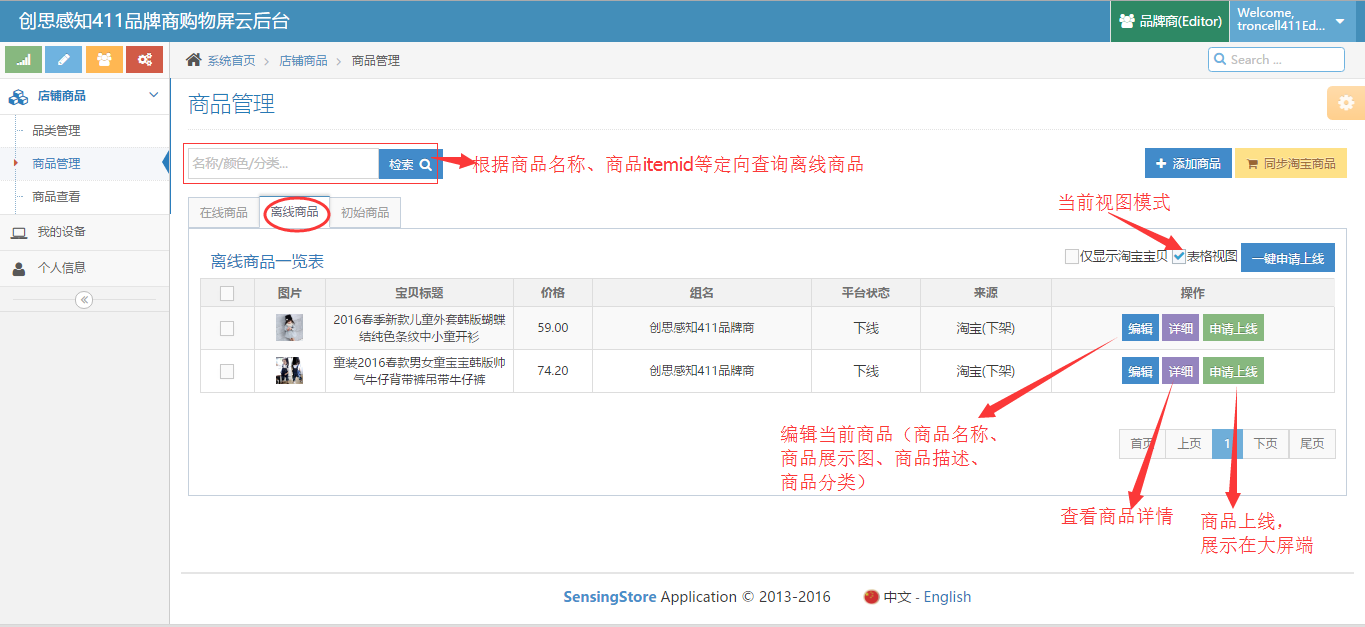 创思感知411品牌商购物屏云后台
品牌商(Editor)
Welcome,
troncell411Ed...
系统首页 > 店铺商品 > 商品管理
Search ...
店铺商品
品类管理
商品管理
商品查看
我的设备
个人信息
商品管理
名称/颜色/分类...
检索
根据商品名称、商品itemid等定向查询离线商品
添加商品
同步淘宝商品
当前视图模式
在线商品
离线商品
初始商品
离线商品一览表
仅显示淘宝宝贝
表格视图
一键申请上线
图片 宝贝标题 价格 组名 平台状态 来源 操作
2016春季新款儿童外套韩版蝴蝶
结纯色条纹中小童开衫
59.00 创思感知411品牌商 下线 淘宝(下架) 编辑 详细 申请上线
童装2016春款男女童宝宝韩版帅
气牛仔背带裤吊带牛仔裤
74.20 创思感知411品牌商 下线 淘宝(下架) 编辑 详细 申请上线
编辑当前商品（商品名称、
商品展示图、商品描述、
商品分类）
首页 上页 1 下页 尾页
查看商品详情
商品上线，
展示在大屏端
SensingStore Application © 2013-2016
中文 - English